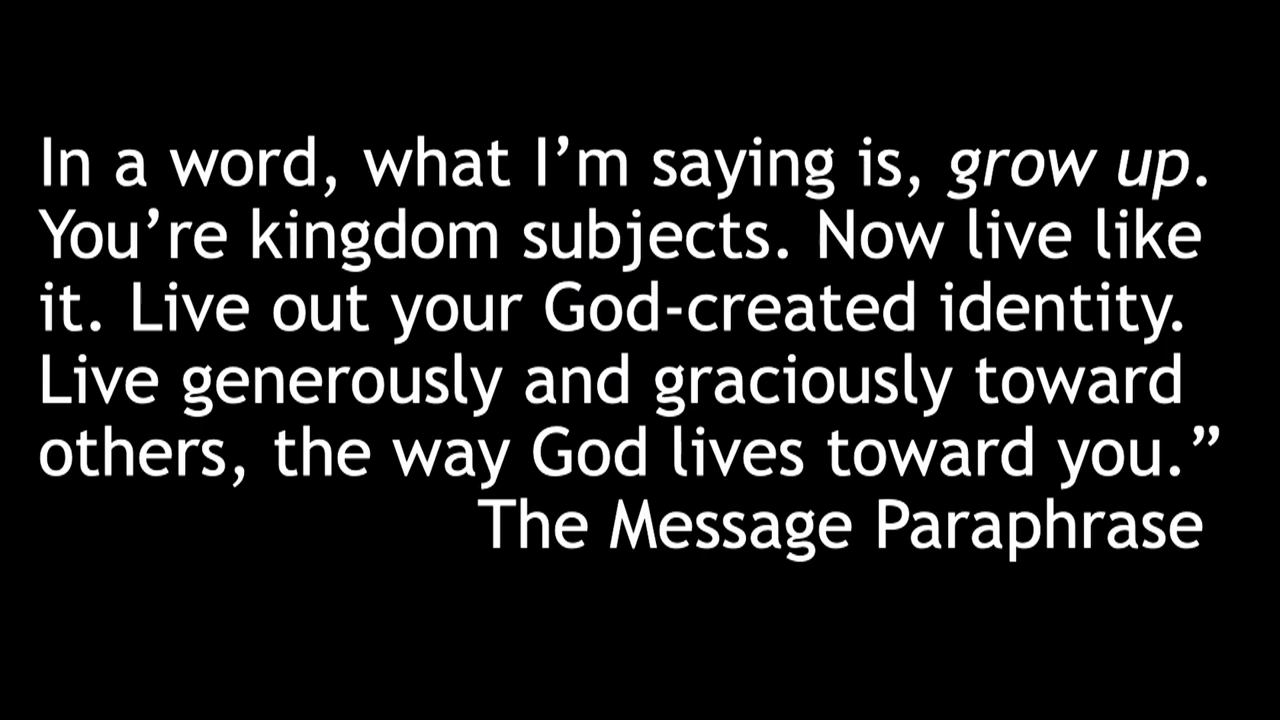 In a word, what I’m saying is, grow up.
You’re kingdom subjects. Now live like
it. Live out your God-created identity.
Live generously and graciously toward
others, the way God lives toward you.”
The Message Paraphrase